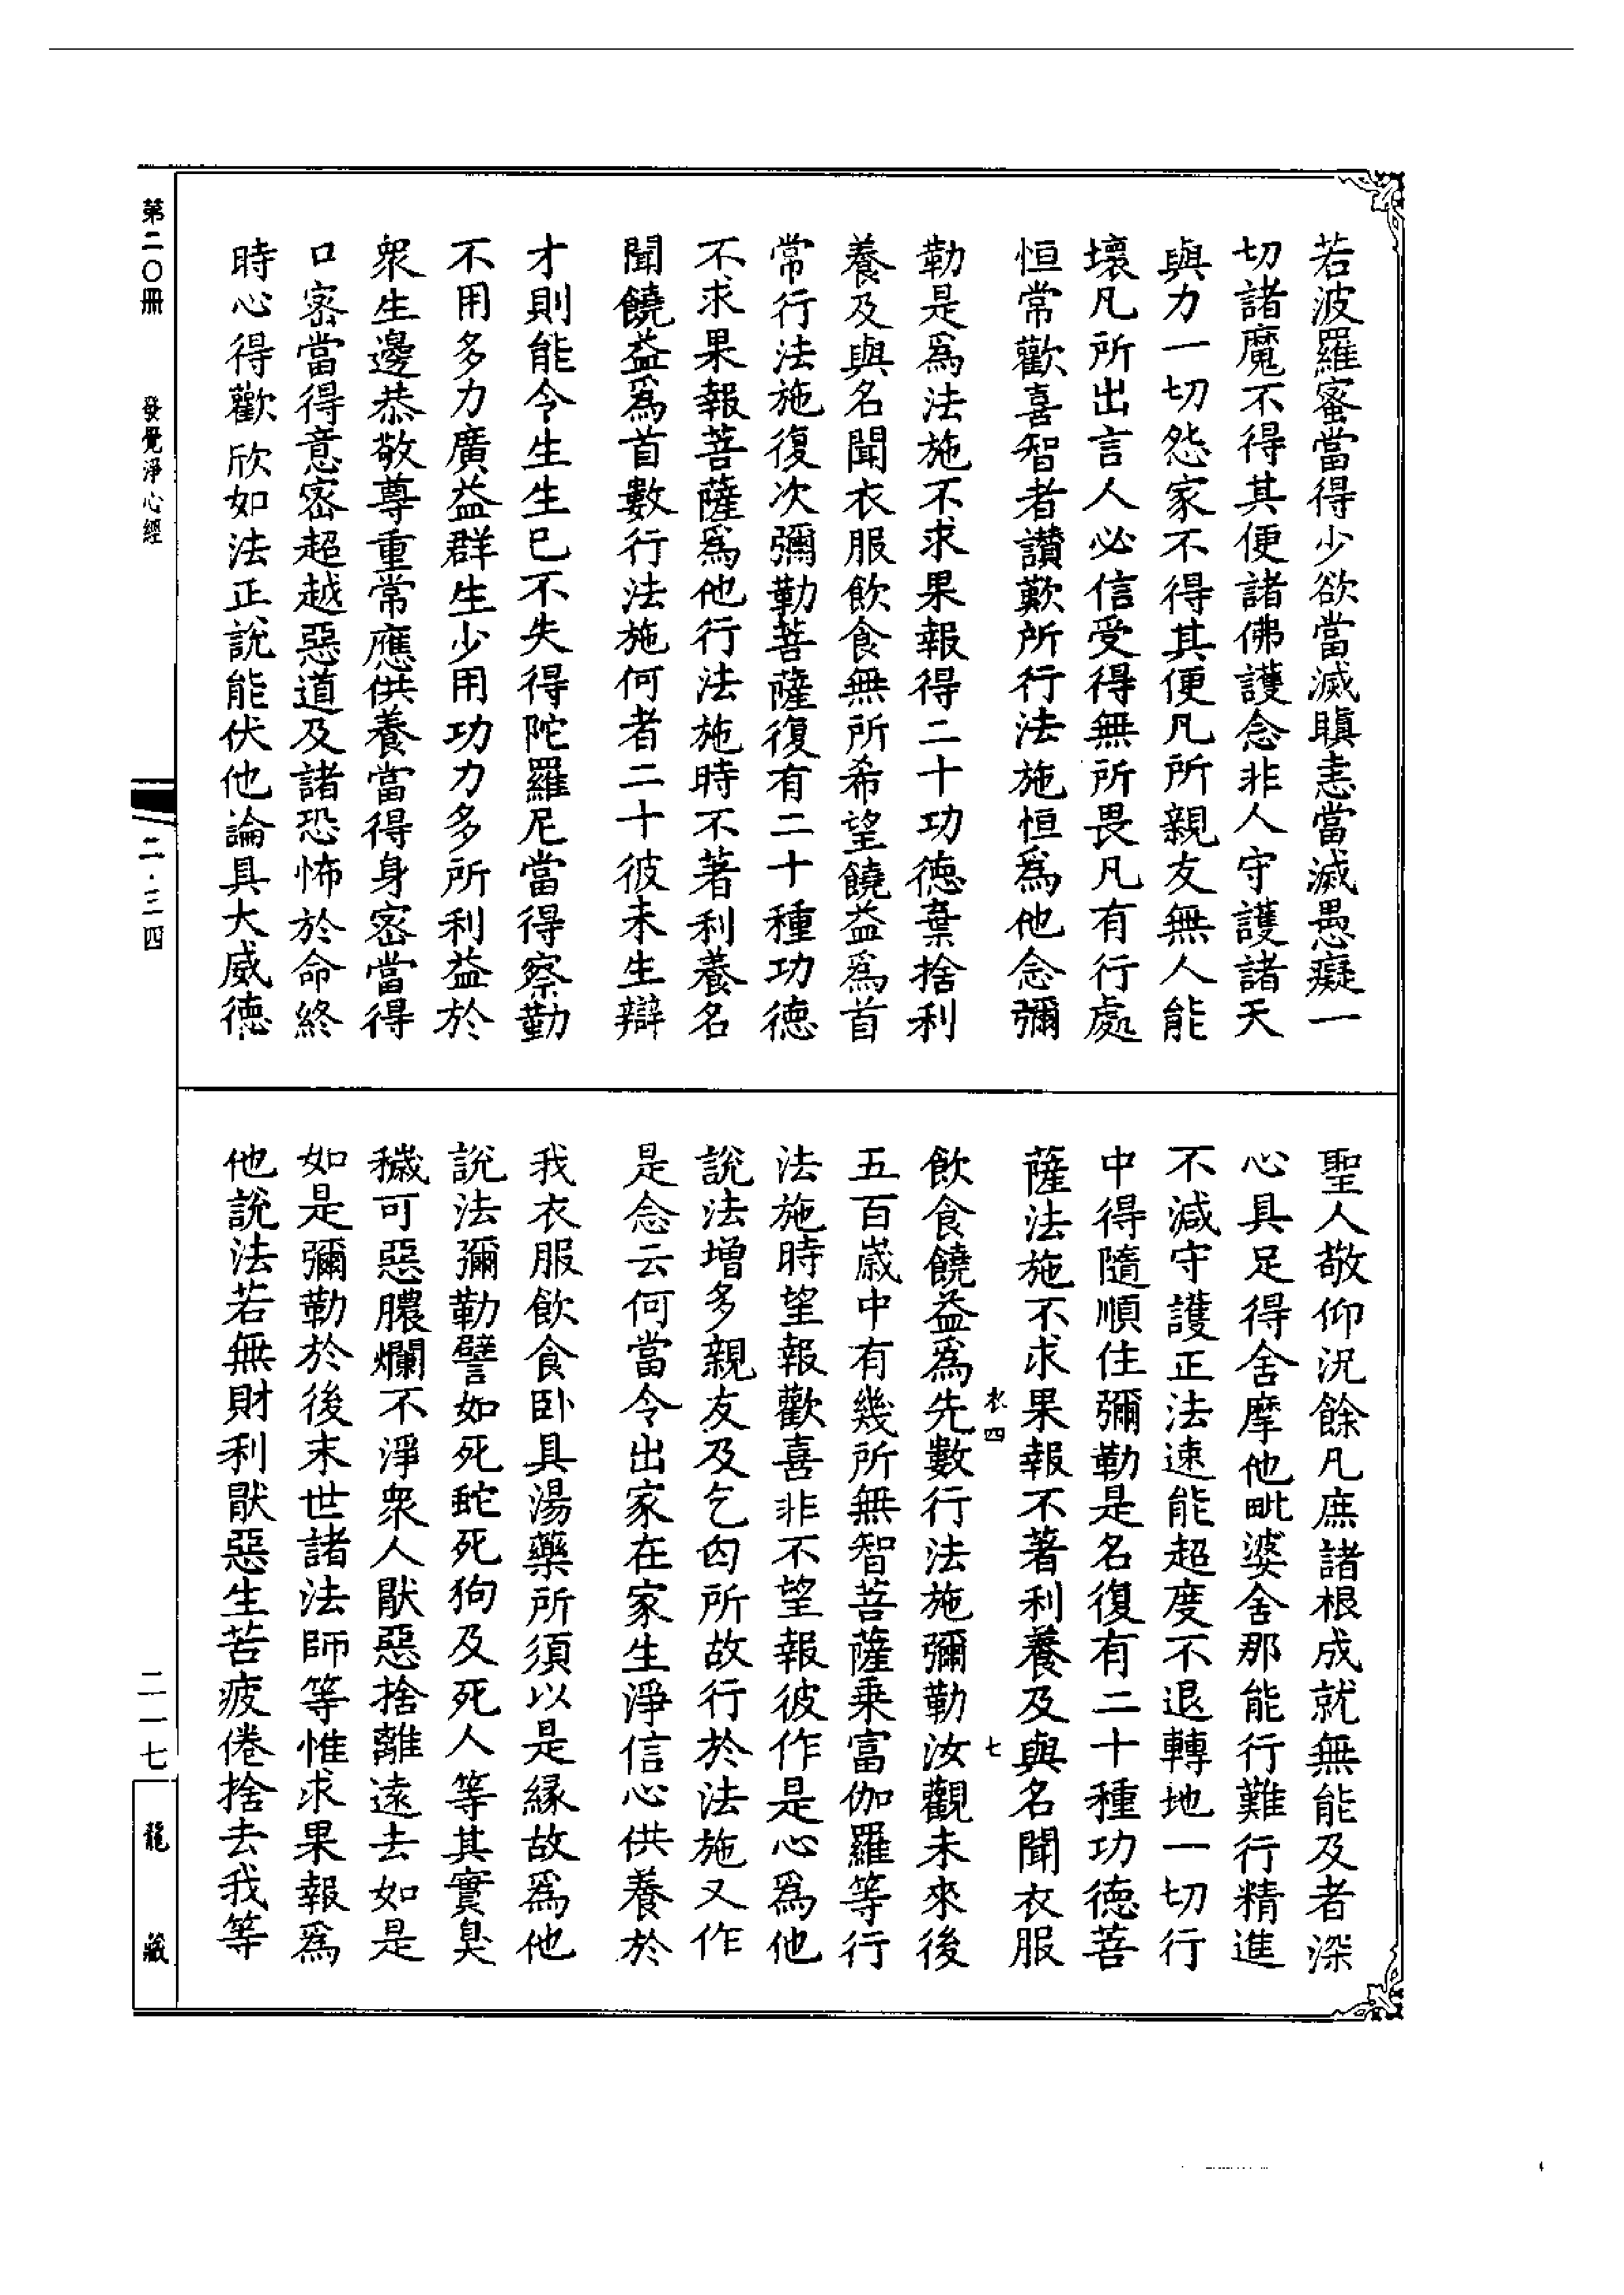 若波羅蜜當得少欲當滅瞋恚當滅愚癡一
切諸魔不得其便諸佛護念非人守護諸天
與力一切怨家不得其便凡所親友無人能
壞凡所出言人必信受得無所畏凡有行處
恒常歡喜智者讚歎所行法施恒爲他念彌
勒是爲法施不求果報得二十功德棄捨利
養及與名聞衣服飲食無所希望饒益爲首
常行法施復次彌勒菩薩復有二十種功德
不求果報菩薩爲他行法施時不著利養名
聞饒益爲首數行法施何者二十彼未生辯
才則能令生生已不失得陀羅尼當得察勤
不用多力廣益群生少用功力多所利益於
衆生邊恭敬尊重常應供養當得身密當得
口密當得意密超越惡道及諸恐怖於命終
時心得歡欣如法正說能伏他論具大威德
聖人敬仰況餘凡庶諸根成就無能及者深
心具足得舍摩他毗婆舍那能行難行精進
不減守護正法速能超度不退轉地一切行
中得隨順住彌勒是名復有二十種功德菩
薩法施不求果報不著利養及與名聞衣服
衣四 七
飲食饒益爲先數行法施彌勒汝觀未來後
五百歲中有幾所無智菩薩乘富伽羅等行
法施時望報歡喜非不望報彼作是心爲他
說法增多親友及乞匄所故行於法施又作
是念云何當令出家在家生淨信心供養於
我衣服飲食卧具湯藥所須以是緣故爲他
說法彌勒譬如死蛇死狗及死人等其實臭
穢可惡膿爛不淨衆人厭惡捨離遠去如是
如是彌勒於後末世諸法師等惟求果報爲
他說法若無財利厭惡生苦疲倦捨去我等
第二〇冊 發覺淨心經 二·三四 二一七 龍藏